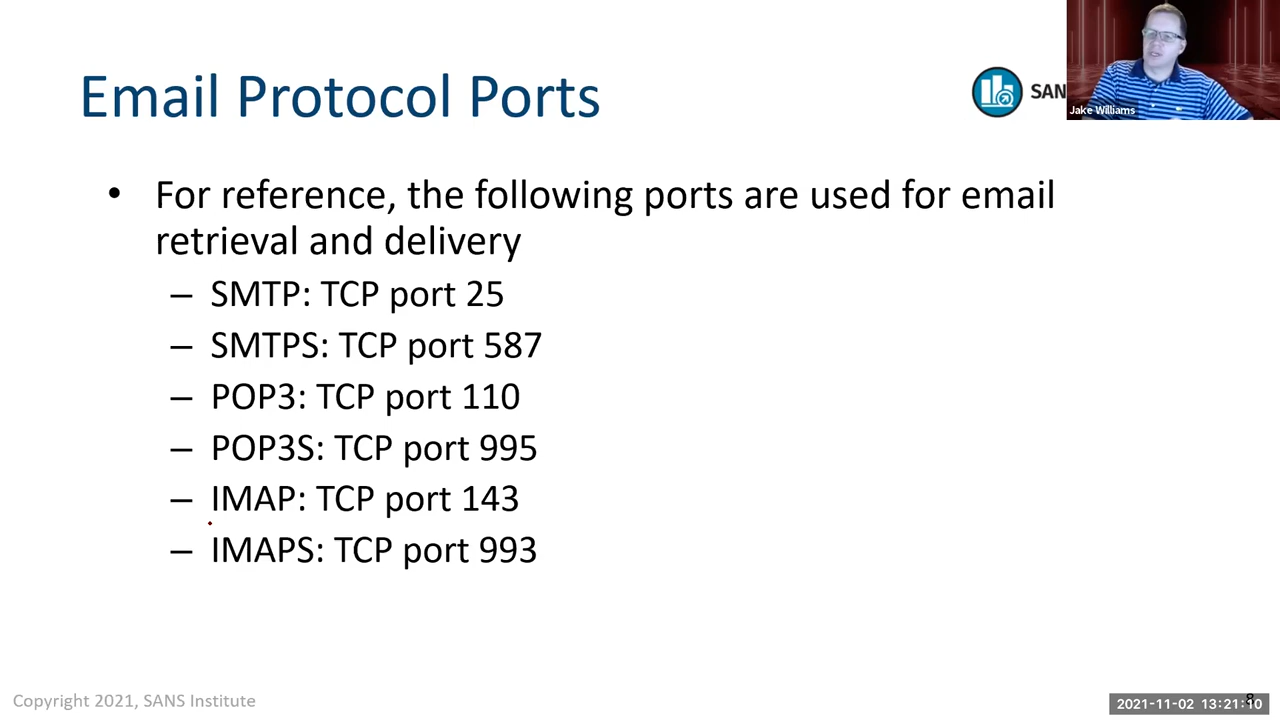 Email Protocol Ports
SAN
Jake Williams
• For reference, the following ports are used for email
retrieval and delivery
– SMTP: TCP port 25
– SMTPS: TCP port 587
– POP3: TCP port 110
– POP3S: TCP port 995
– IMAP: TCP port 143
– IMAPS: TCP port 993
Copyright 2021, SANS Institute
8
2021-11-02 13:21:10